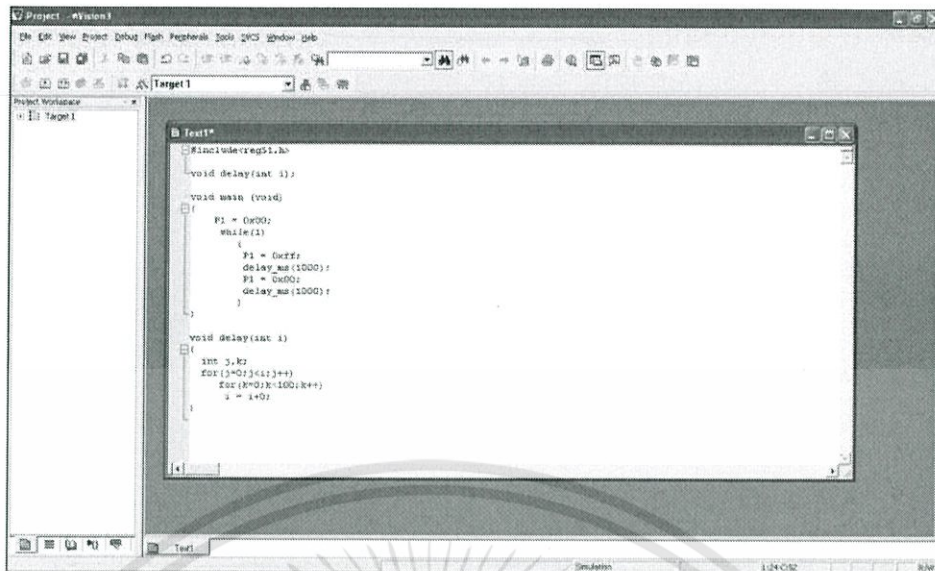 Project - µVision3
File Edit View Project Debug Flash Peripherals Tools SVCS Window Help
Target 1
Project Workspace
Target 1
Text1*
#include<reg51.h>
void delay(int i);
void main (void)
{
P1 = 0x00;
while(1)
{
P1 = 0xff;
delay_ms(1000);
P1 = 0x00;
delay_ms(1000);
}
}
void delay(int i)
{
int j,k;
for(j=0;j<i;j++)
for(k=0;k<100;k++)
i = i+0;
}
Text1
Simulation
R/W